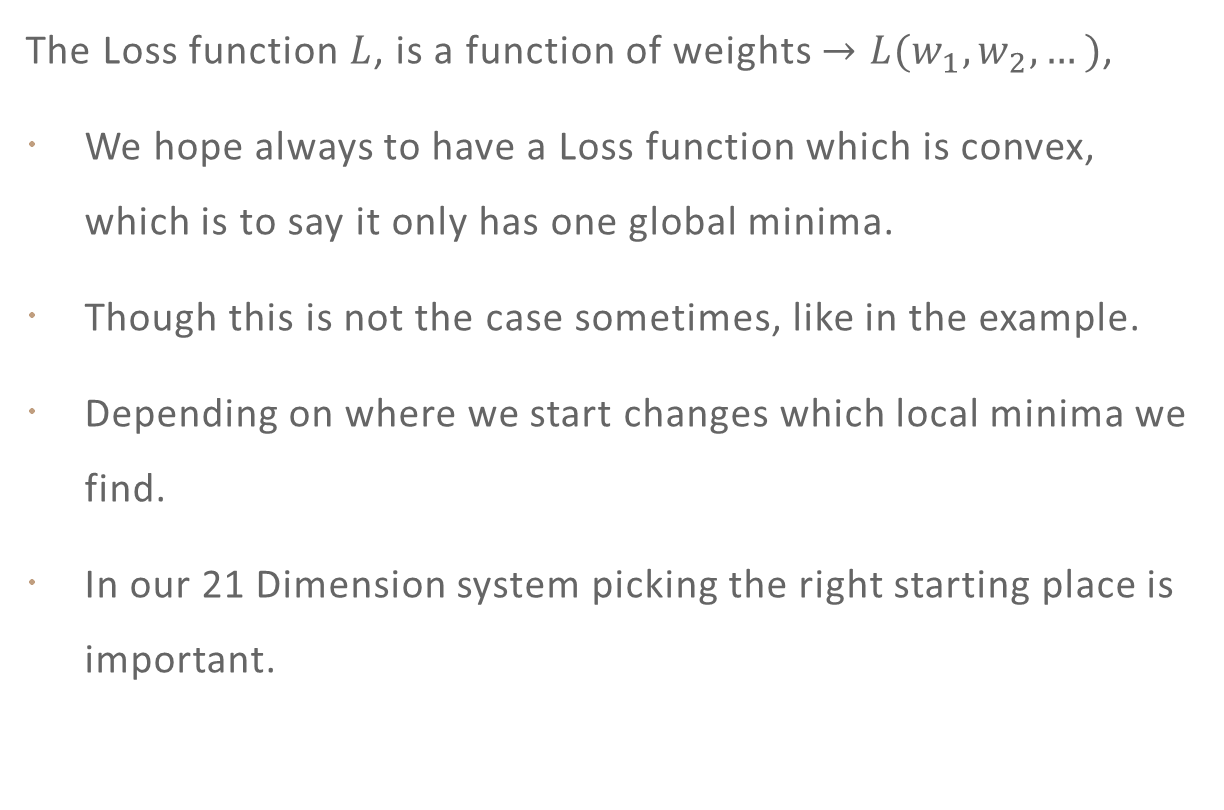 The Loss function L, is a function of weights → L(w₁, w₂, … ),
· We hope always to have a Loss function which is convex,
which is to say it only has one global minima.
· Though this is not the case sometimes, like in the example.
· Depending on where we start changes which local minima we
find.
· In our 21 Dimension system picking the right starting place is
important.